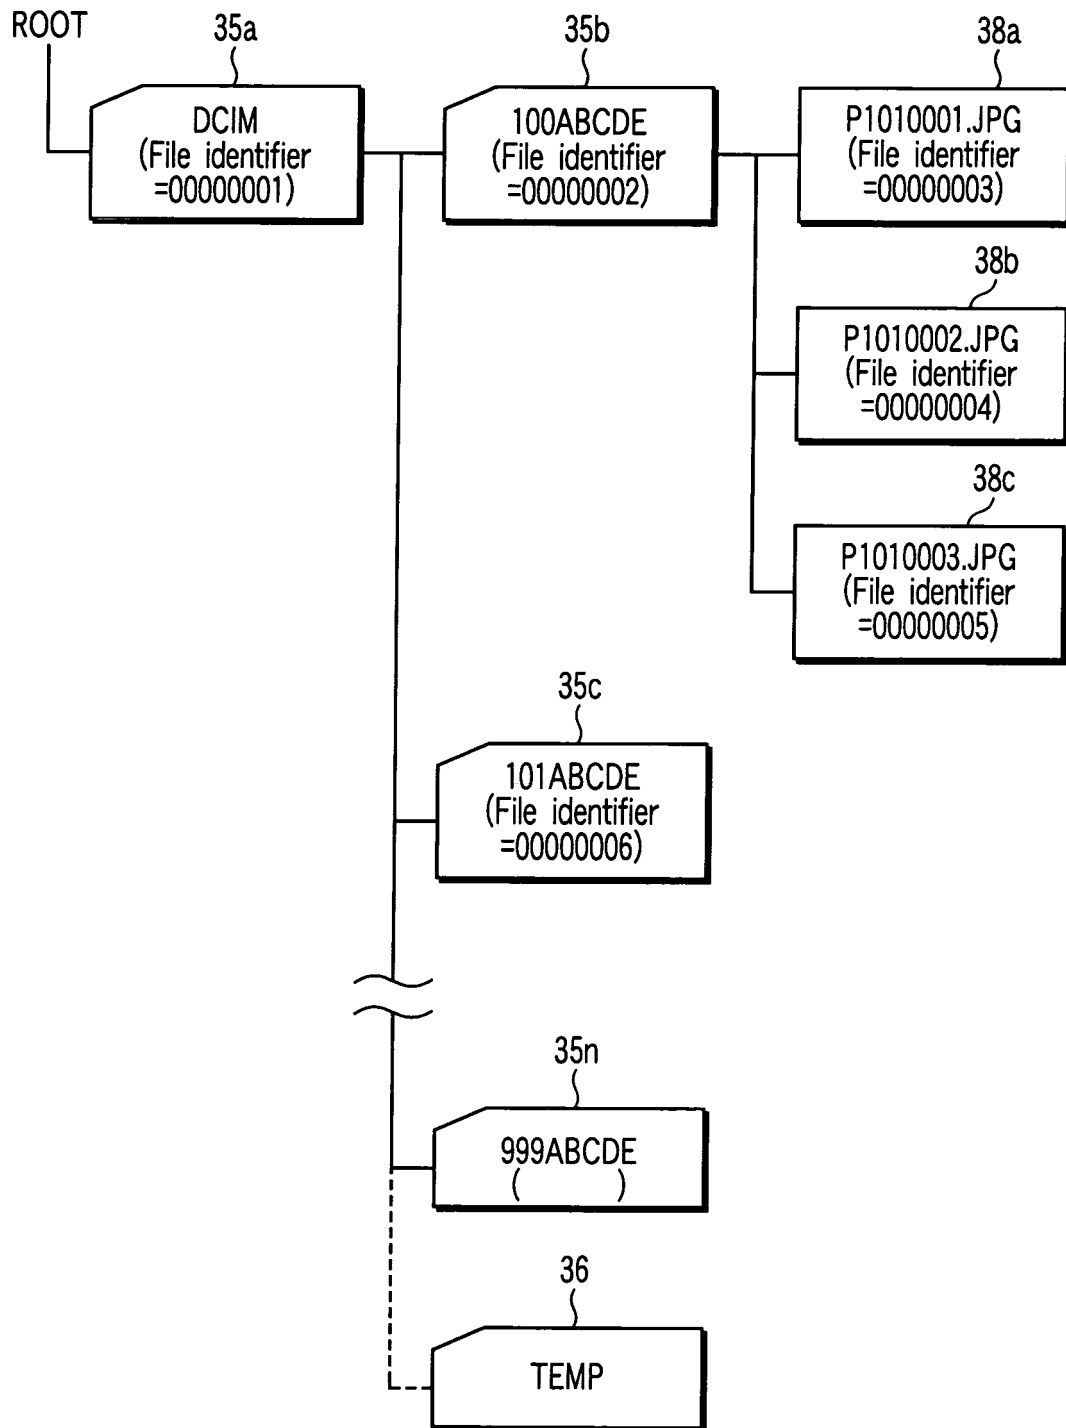 ROOT
35a
35b
38a
DCIM
(File identifier
=00000001)
100ABCDE
(File identifier
=00000002)
P1010001.JPG
(File identifier
=00000003)
38b
P1010002.JPG
(File identifier
=00000004)
38c
P1010003.JPG
(File identifier
=00000005)
35c
101ABCDE
(File identifier
=00000006)
35n
999ABCDE
( )
36
TEMP